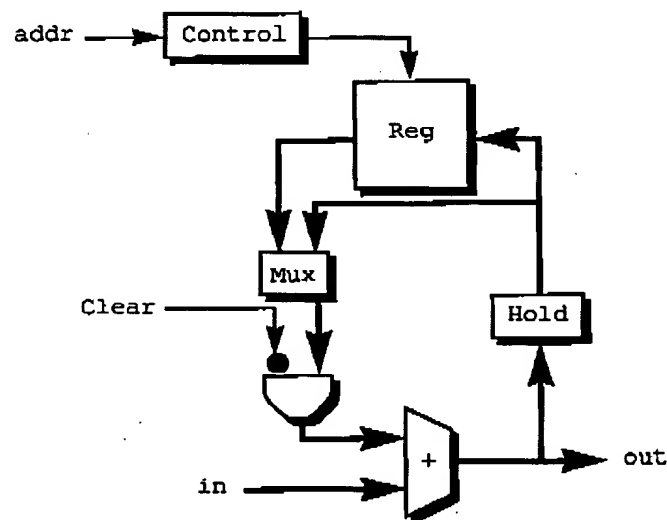 addr
Control
Reg
Mux
Clear
Hold
+
out
in